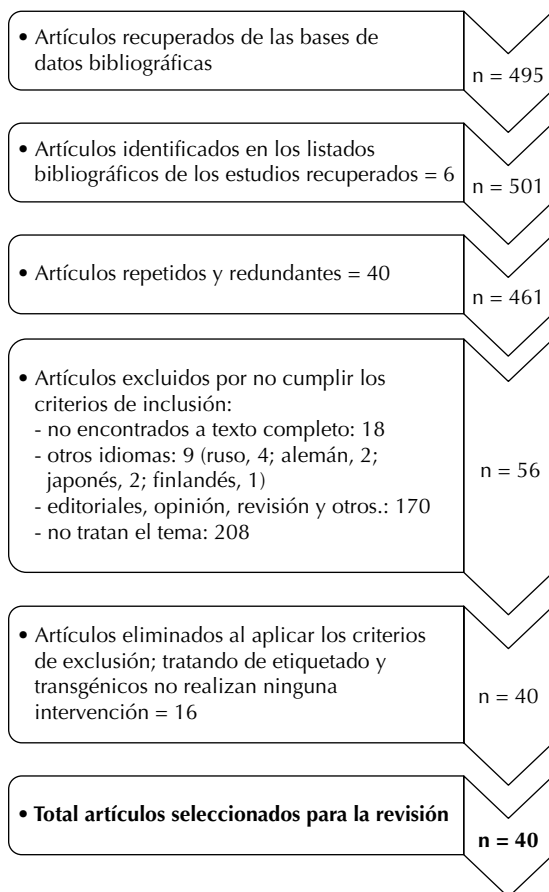 • Artículos recuperados de las bases de
datos bibliográficas
n = 495
• Artículos identificados en los listados
bibliográficos de los estudios recuperados = 6
n = 501
• Artículos repetidos y redundantes = 40
n = 461
• Artículos excluidos por no cumplir los
criterios de inclusión:
- no encontrados a texto completo: 18
- otros idiomas: 9 (ruso, 4; alemán, 2;
japonés, 2; finlandés, 1)
- editoriales, opinión, revisión y otros.: 170
- no tratan el tema: 208
n = 56
• Artículos eliminados al aplicar los criterios
de exclusión; tratando de etiquetado y
transgénicos no realizan ninguna
intervención = 16
n = 40
• Total artículos seleccionados para la revisión
n = 40